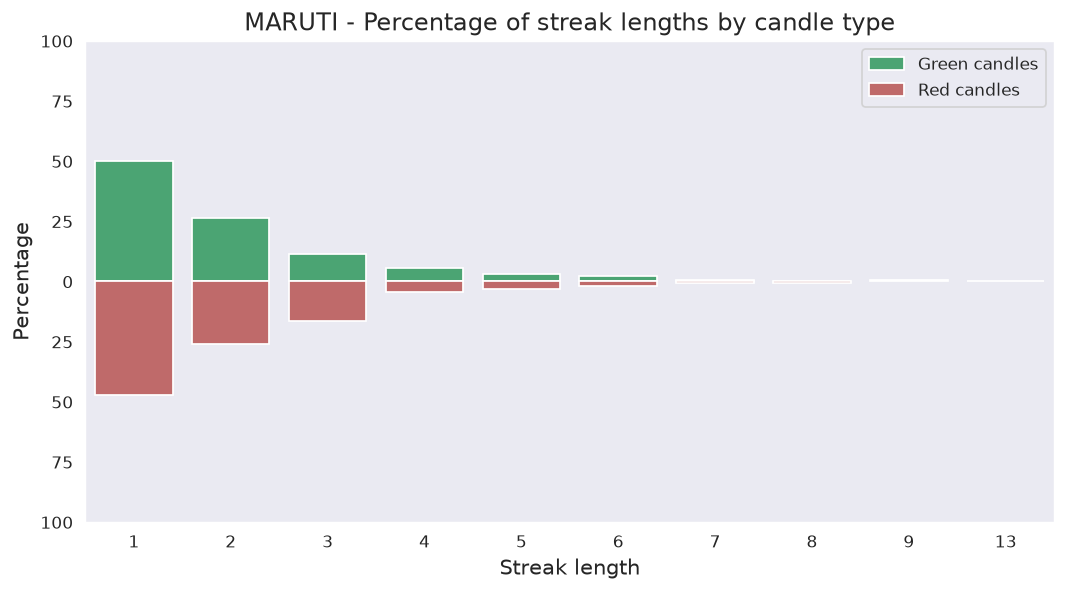 MARUTI - Percentage of streak lengths by candle type
100
75
50
25
0
25
50
75
100
Percentage
Green candles
Red candles
1 2 3 4 5 6 7 8 9 13
Streak length